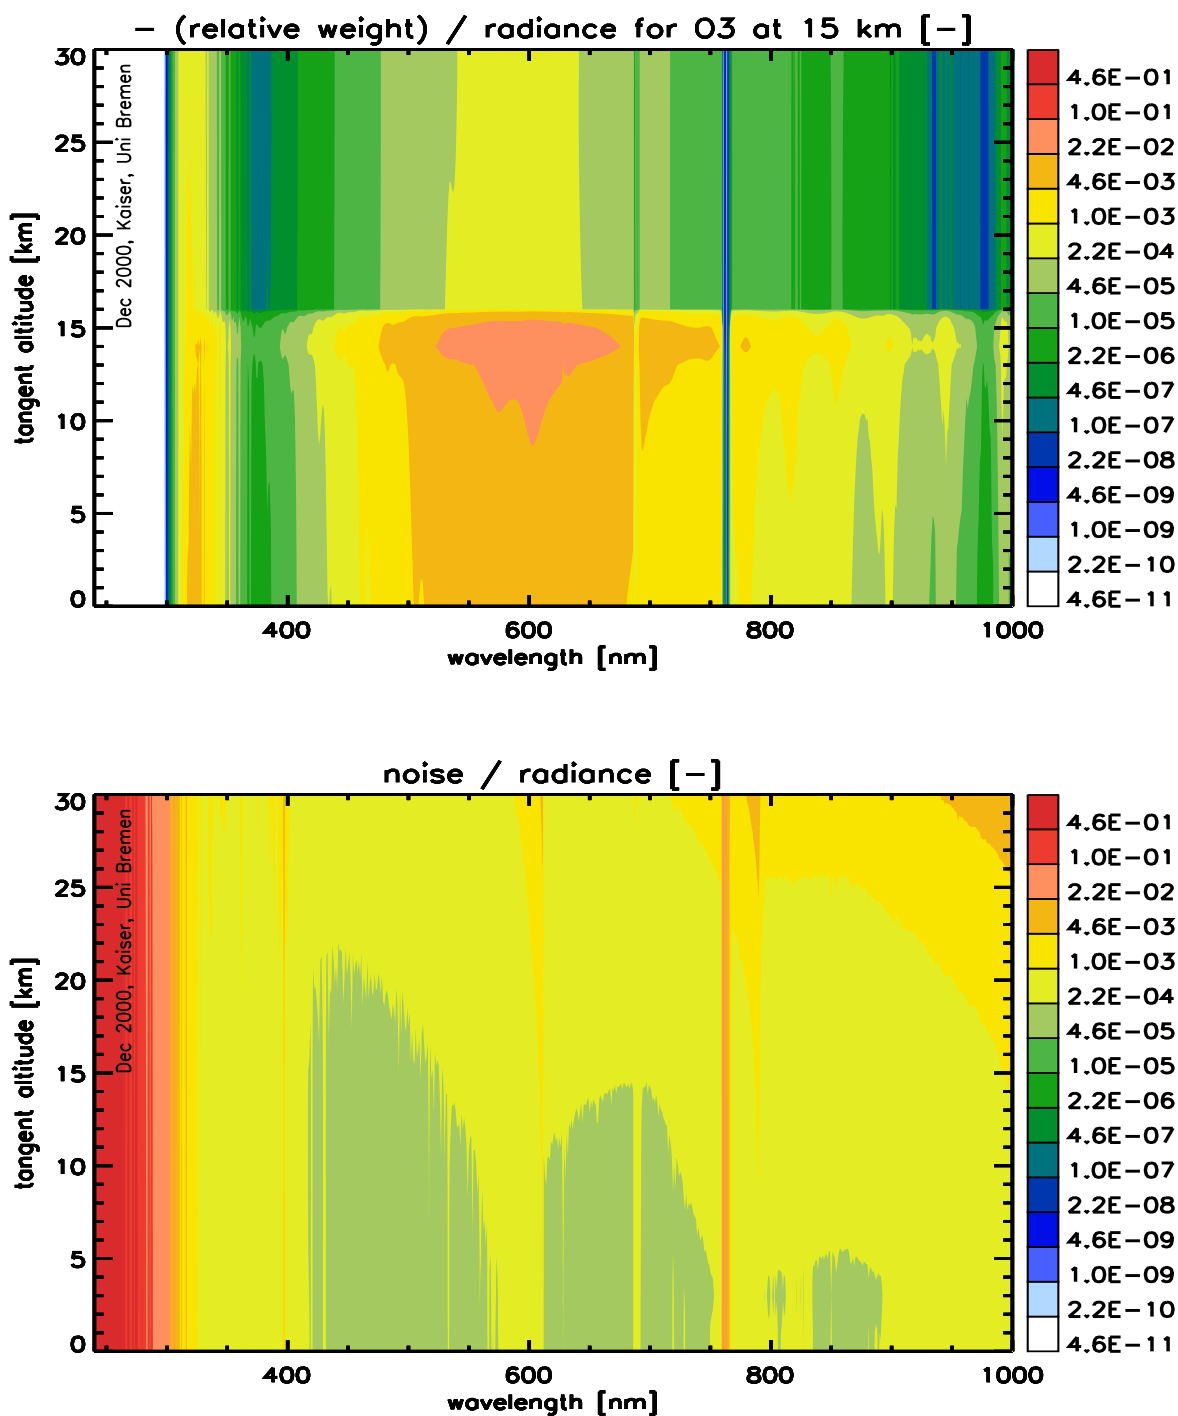 - (relative weight) / radiance for O3 at 15 km [-]
30
25
20
15
10
5
0
tangent altitude [km]
Dec 2000, Kaiser, Uni Bremen
400
600
800
1000
wavelength [nm]
4.6E-01
1.0E-01
2.2E-02
4.6E-03
1.0E-03
2.2E-04
4.6E-05
1.0E-05
2.2E-06
4.6E-07
1.0E-07
2.2E-08
4.6E-09
1.0E-09
2.2E-10
4.6E-11
noise / radiance [-]
30
25
20
15
10
5
0
tangent altitude [km]
Dec 2000, Kaiser, Uni Bremen
400
600
800
1000
wavelength [nm]
4.6E-01
1.0E-01
2.2E-02
4.6E-03
1.0E-03
2.2E-04
4.6E-05
1.0E-05
2.2E-06
4.6E-07
1.0E-07
2.2E-08
4.6E-09
1.0E-09
2.2E-10
4.6E-11